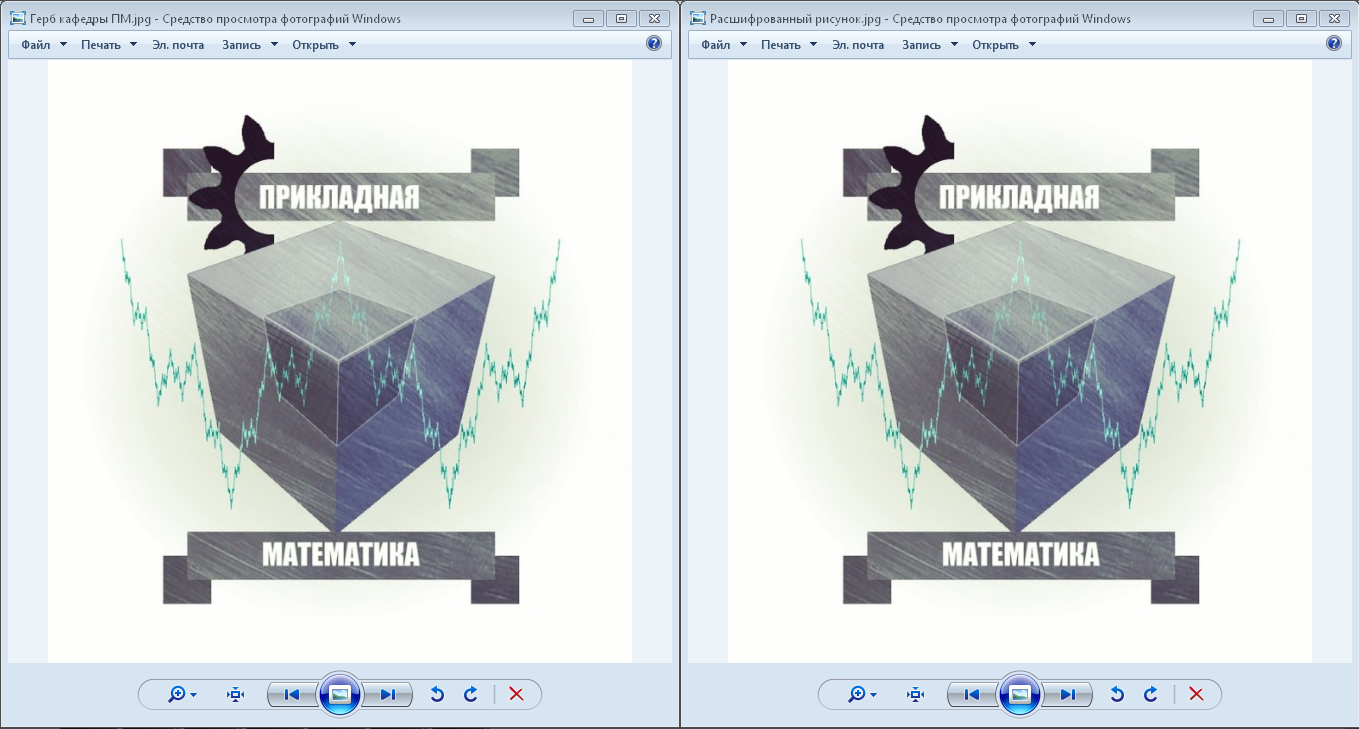 Герб кафедры ПМ.jpg - Средство просмотра фотографий Windows
Файл Печать Эл. почта Запись Открыть
ПРИКЛАДНАЯ
МАТЕМАТИКА
Расшифрованный рисунок.jpg - Средство просмотра фотографий Windows
Файл Печать Эл. почта Запись Открыть
ПРИКЛАДНАЯ
МАТЕМАТИКА